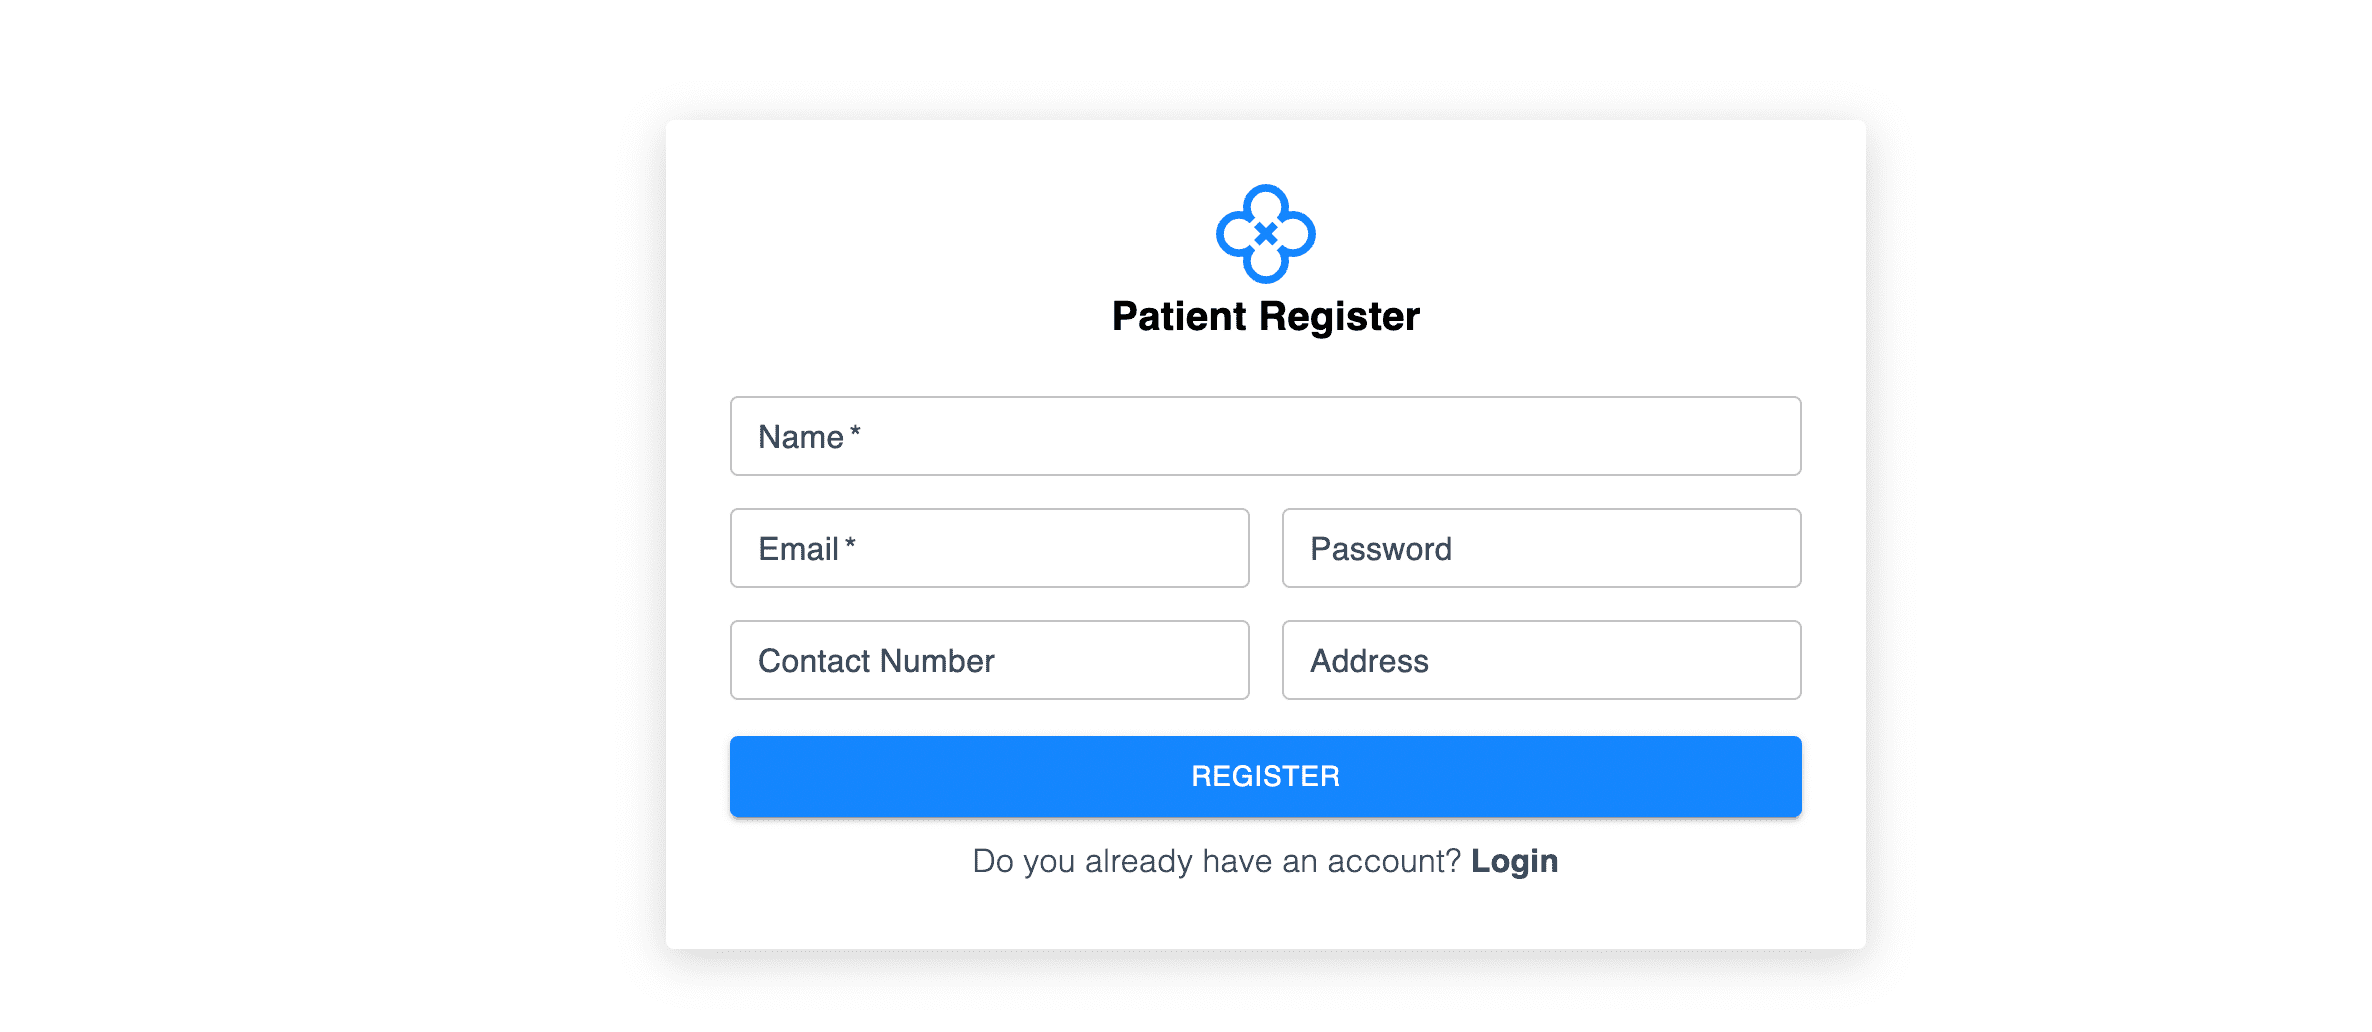 Patient Register
Name *
Email *
Password
Contact Number
Address
REGISTER
Do you already have an account? Login